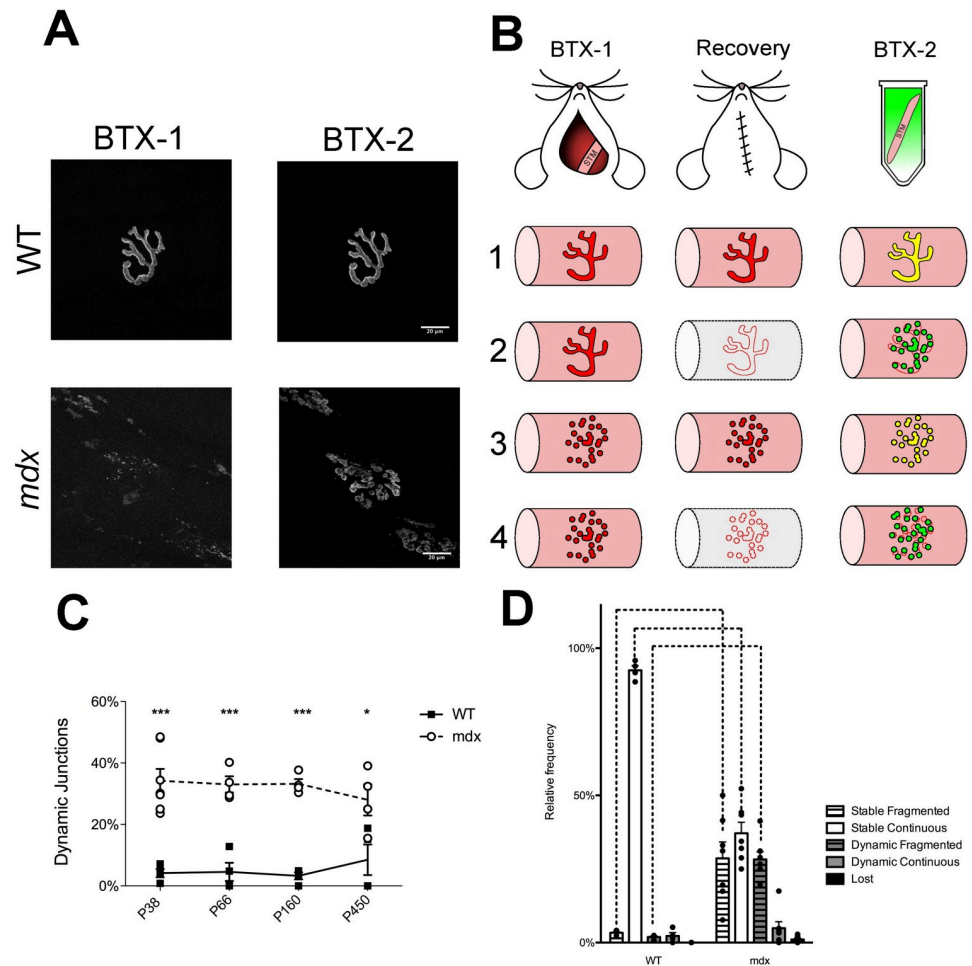 A
BTX-1
BTX-2
WT
20 µm
mdx
20 µm
B
BTX-1
Recovery
BTX-2
STM
STM
1
2
3
4
C
Dynamic Junctions
60%
40%
20%
0%
***
***
***
*
WT
mdx
P38
P66
P160
P450
D
Relative frequency
100%
50%
0%
WT
mdx
Stable Fragmented
Stable Continuous
Dynamic Fragmented
Dynamic Continuous
Lost